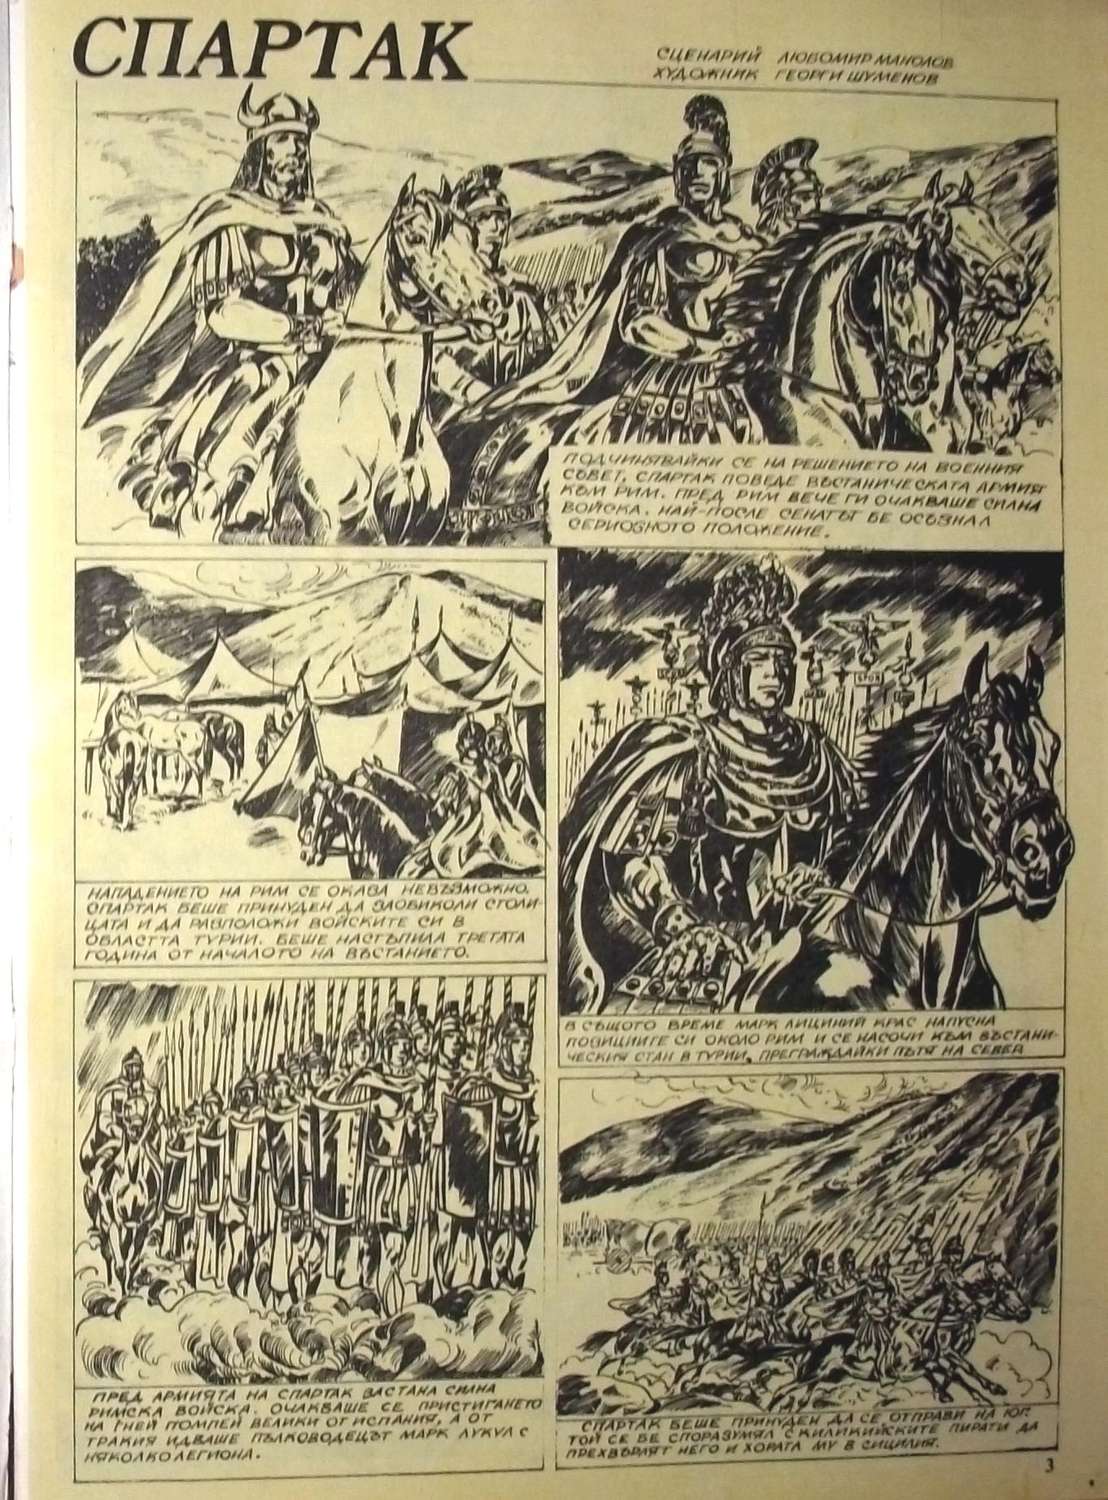 СПАРТАК
СЦЕНАРИЙ ЛЮБОМИР МАНОЛОВ
ХУДОЖНИК ГЕОРГИ ШУМЕНОВ
ПОДЧИНЯВАЙКИ СЕ НА РЕШЕНИЕТО НА ВОЕННИЯ
СЪВЕТ, СПАРТАК ПОВЕДЕ ВЪСТАНИЧЕСКАТА АРМИЯ
КЪМ РИМ. ПРЕД РИМ ВЕЧЕ ГИ ОЧАКВАШЕ СИЛНА
ВОЙСКА. НАЙ-ПОСЛЕ СЕНАТЪТ БЕ ОСЪЗНАЛ
СЕРИОЗНОТО ПОЛОЖЕНИЕ.
НАПАДЕНИЕТО НА РИМ СЕ ОКАЗА НЕВЪЗМОЖНО.
СПАРТАК БЕШЕ ПРИНУДЕН ДА ЗАОБИКОЛИ СТОЛИ-
ЦАТА И ДА РАЗПОЛОЖИ ВОЙСКИТЕ СИ В
ОБЛАСТТА ТУРИИ. БЕШЕ НАСТЪПИЛА ТРЕТАТА
ГОДИНА ОТ НАЧАЛОТО НА ВЪСТАНИЕТО.
SPQR
В СЪЩОТО ВРЕМЕ МАРК ЛИЦИНИЙ КРАС НАПУСНА
ПОЗИЦИИТЕ СИ ОКОЛО РИМ И СЕ НАСОЧИ КЪМ ВЪСТАНИ-
ЧЕСКИЯ СТАН В ТУРИИ, ПРЕГРАЖДАЙКИ ПЪТЯ НА СЕВЕР
ПРЕД АРМИЯТА НА СПАРТАК ЗАСТАНА СИЛНА
РИМСКА ВОЙСКА. ОЧАКВАШЕ СЕ ПРИСТИГАНЕТО
НА ГНЕЙ ПОМПЕЙ ВЕЛИКИ ОТ ИСПАНИЯ, А ОТ
ТРАКИЯ ИДВАШЕ ПЪЛКОВОДЕЦЪТ МАРК ЛУКУЛ С
НЯКОЛКО ЛЕГИОНА.
СПАРТАК БЕШЕ ПРИНУДЕН ДА СЕ ОТПРАВИ НА ЮГ.
ТОЙ СЕ БЕ СПОРАЗУМЯЛ С КИЛИКИЙСКИТЕ ПИРАТИ ДА
ПРЕХВЪРЛЯТ НЕГО И ХОРАТА МУ В СИЦИЛИЯ.
3